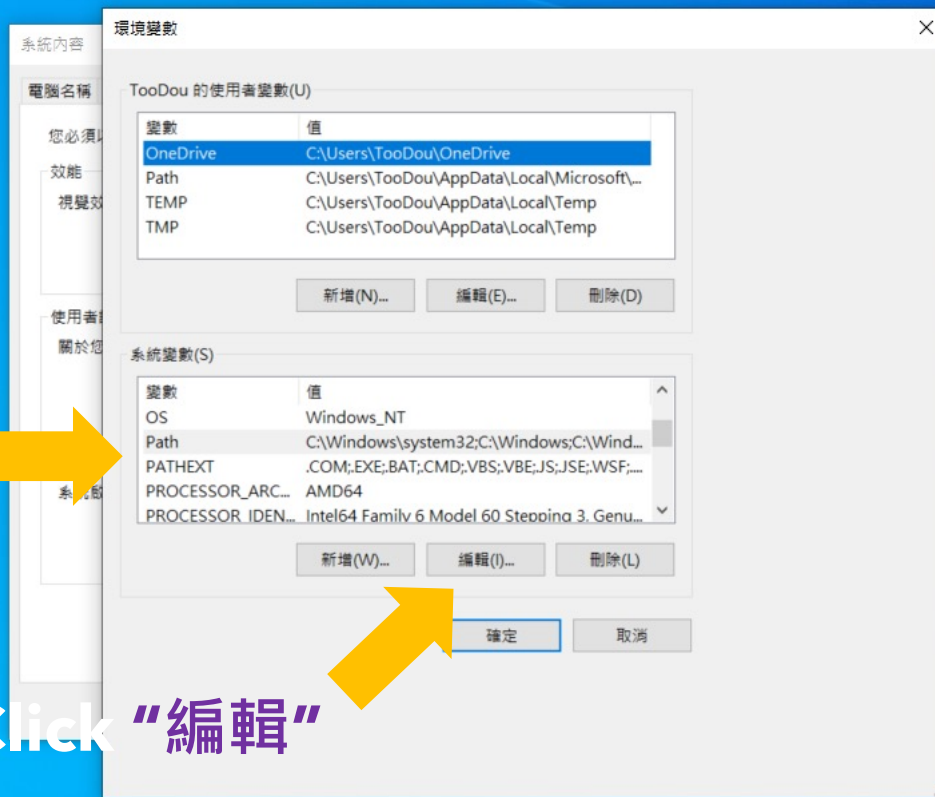 環境變數
系統內容
電腦名稱
TooDou 的使用者變數(U)
變數 值
OneDrive C:\Users\TooDou\OneDrive
Path C:\Users\TooDou\AppData\Local\Microsoft\...
TEMP C:\Users\TooDou\AppData\Local\Temp
TMP C:\Users\TooDou\AppData\Local\Temp
新增(N)... 編輯(E)... 刪除(D)
您必須
效能
視覺效
使用者
關於您
系統變數(S)
變數 值
OS Windows_NT
Path C:\Windows\system32;C:\Windows;C:\Wind...
PATHEXT .COM;.EXE;.BAT;.CMD;.VBS;.VBE;.JS;.JSE;.WSF;....
PROCESSOR_ARC... AMD64
PROCESSOR_IDEN... Intel64 Family 6 Model 60 Stepping 3, Genu...
新增(W)... 編輯(I)... 刪除(L)
確定 取消
Click “編輯”